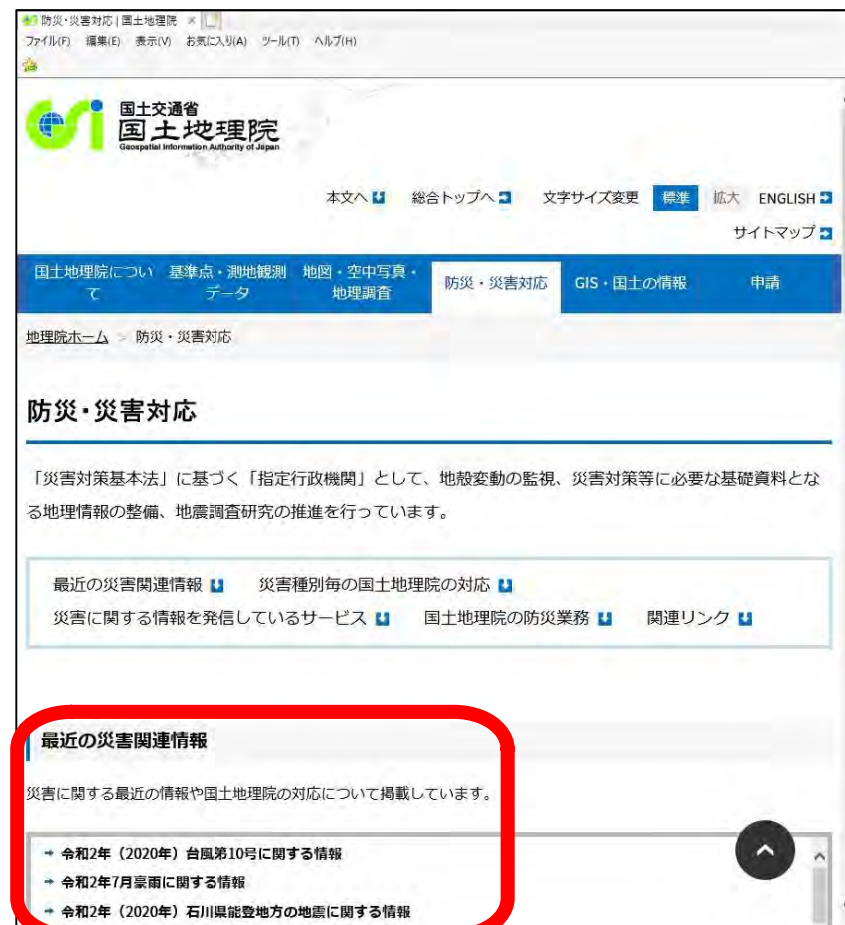 防災・災害対応 | 国土地理院
ファイル(F) 編集(E) 表示(V) お気に入り(A) ツール(T) ヘルプ(H)
国土交通省
国土地理院
Geospatial Information Authority of Japan
本文へ 総合トップへ 文字サイズ変更 標準 拡大 ENGLISH
サイトマップ
国土地理院につい 基準点・測地観測 地図・空中写真・ 防災・災害対応 GIS・国土の情報 申請
て データ 地理調査
地理院ホーム > 防災・災害対応
防災・災害対応
「災害対策基本法」に基づく「指定行政機関」として、地殻変動の監視、災害対策等に必要な基礎資料とな
る地理情報の整備、地震調査研究の推進を行っています。
最近の災害関連情報 災害種別毎の国土地理院の対応
災害に関する情報を発信しているサービス 国土地理院の防災業務 関連リンク
最近の災害関連情報
災害に関する最近の情報や国土地理院の対応について掲載しています。
令和2年（2020年）台風第10号に関する情報
令和2年7月豪雨に関する情報
令和2年（2020年）石川県能登地方の地震に関する情報